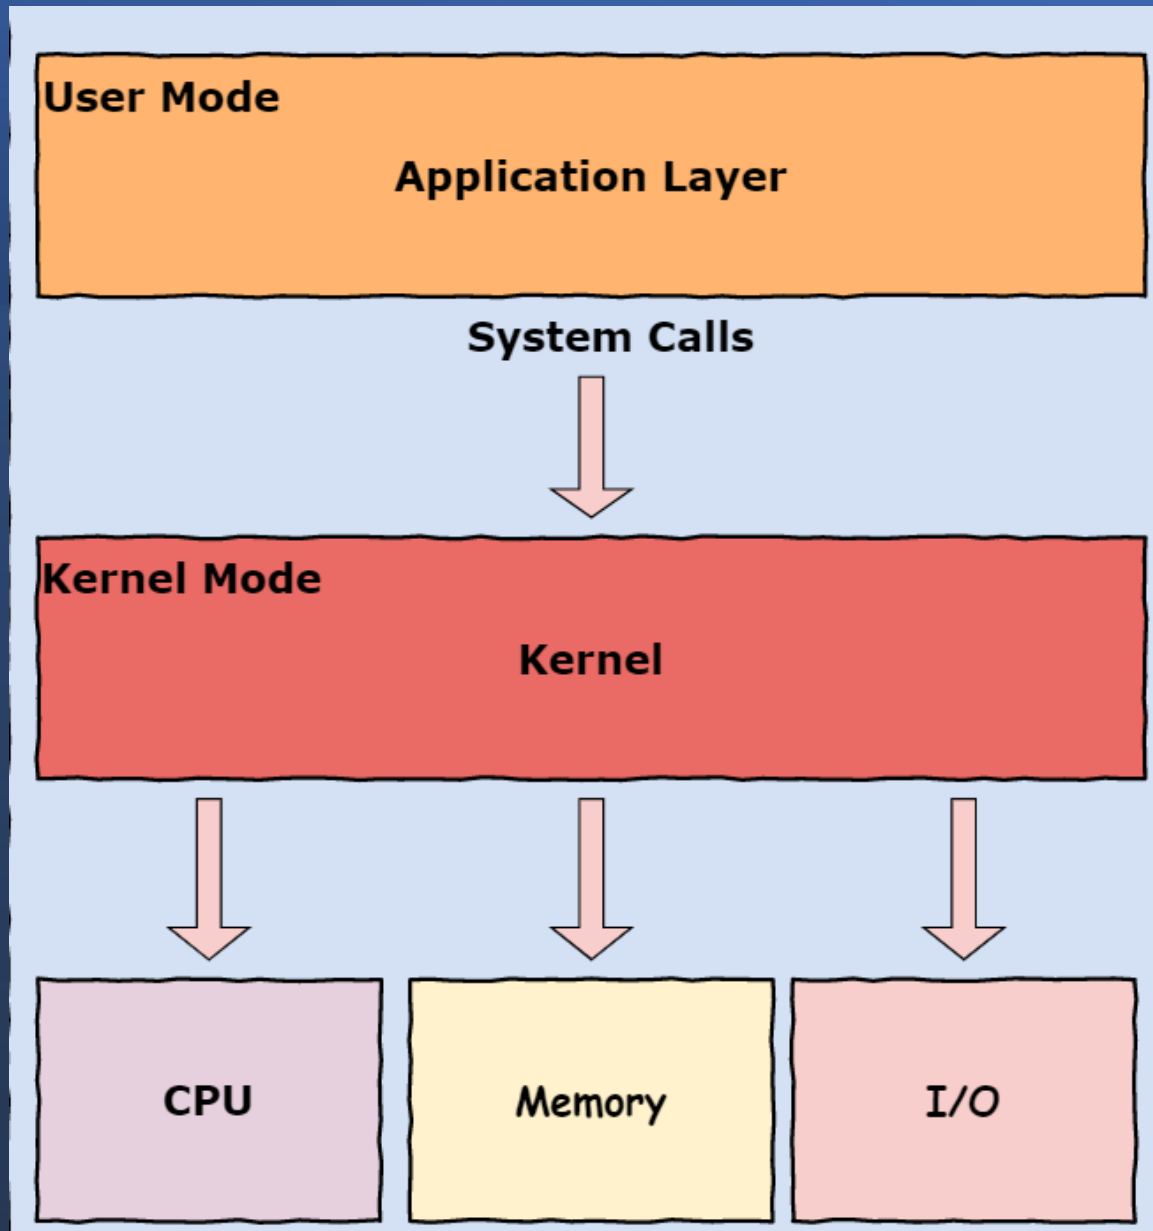 User Mode
Application Layer
System Calls
Kernel Mode
Kernel
CPU
Memory
I/O